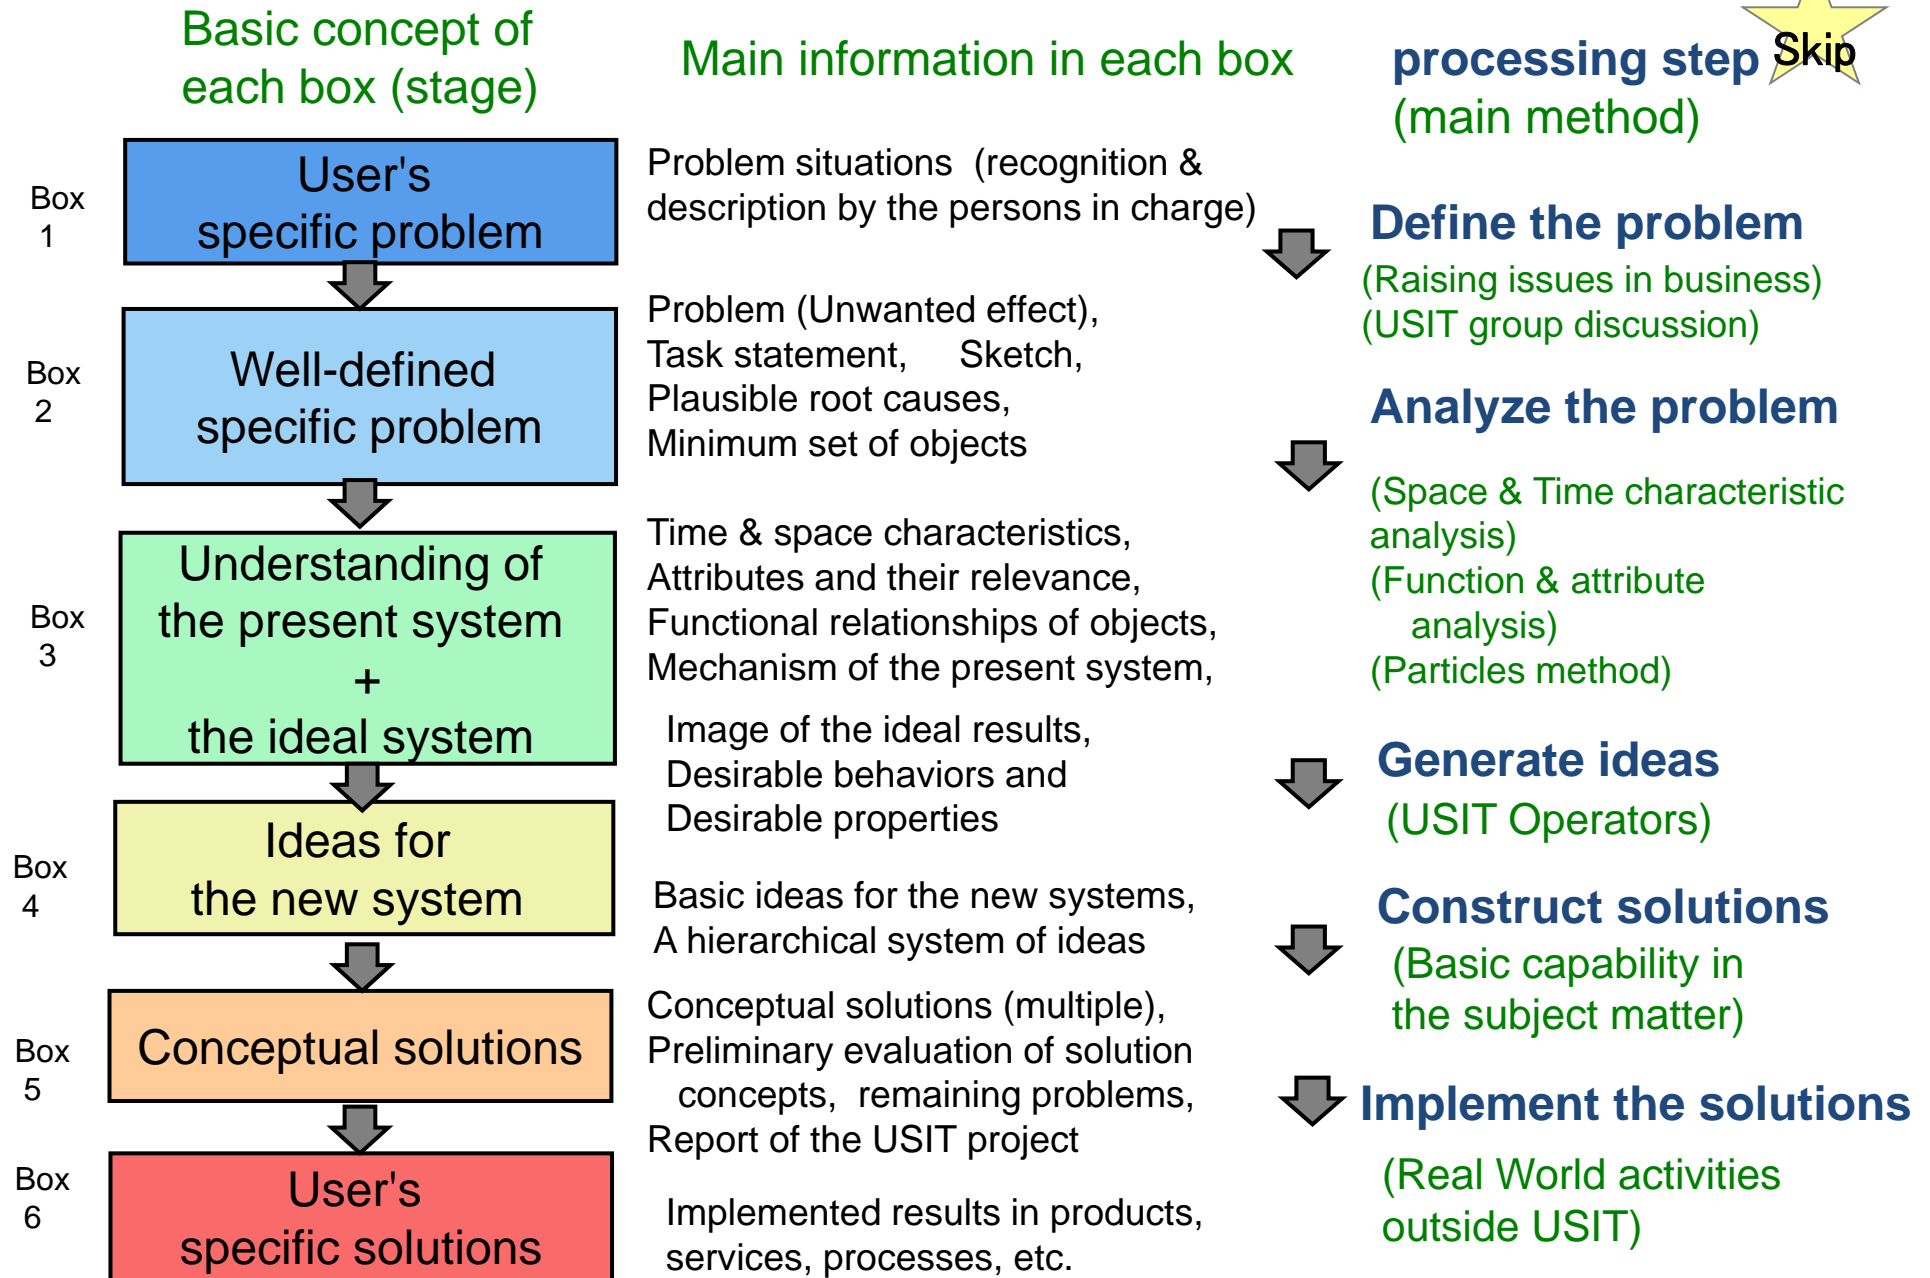 Basic concept of
each box (stage)
Main information in each box
processing step
(main method)
Skip
Box
1
User's
specific problem
Problem situations  (recognition &
description by the persons in charge)
Define the problem
(Raising issues in business)
(USIT group discussion)
Box
2
Well-defined
specific problem
Problem (Unwanted effect),
Task statement,    Sketch,
Plausible root causes,
Minimum set of objects
Analyze the problem
(Space & Time characteristic
analysis)
(Function & attribute
analysis)
(Particles method)
Box
3
Understanding of
the present system
+
the ideal system
Time & space characteristics,
Attributes and their relevance,
Functional relationships of objects,
Mechanism of the present system,
Image of the ideal results,
Desirable behaviors and
Desirable properties
Generate ideas
(USIT Operators)
Box
4
Ideas for
the new system
Basic ideas for the new systems,
A hierarchical system of ideas
Construct solutions
(Basic capability in
the subject matter)
Box
5
Conceptual solutions
Conceptual solutions (multiple),
Preliminary evaluation of solution
concepts,  remaining problems,
Report of the USIT project
Implement the solutions
(Real World activities
outside USIT)
Box
6
User's
specific solutions
Implemented results in products,
services, processes, etc.